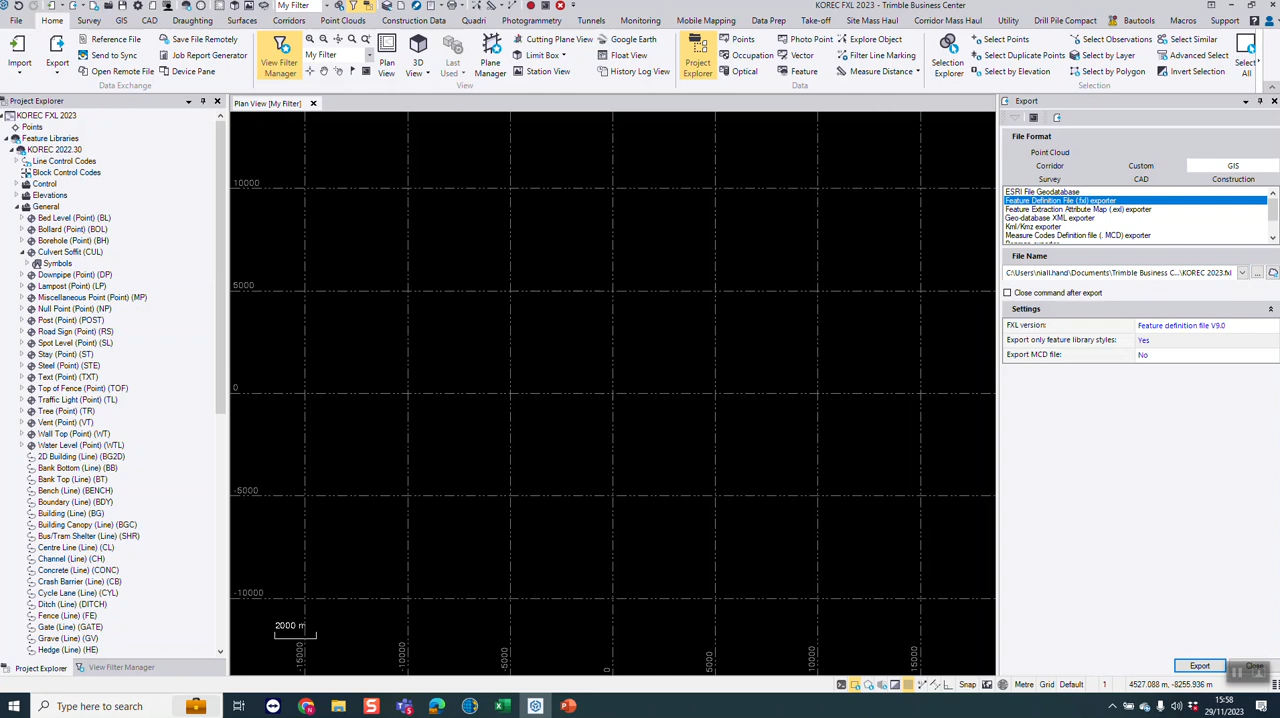 My Filter
KOREC FXL 2023 - Trimble Business Center
File Home Survey GIS CAD Draughting Surfaces Corridors Point Clouds Construction Data Quadri Photogrammetry Tunnels Monitoring Mobile Mapping Data Prep Take-off Site Mass Haul Corridor Mass Haul Utility Drill Pile Compact Bautools Macros Support
Import
Export
Reference File
Send to Sync
Open Remote File
Save File Remotely
Job Report Generator
Device Pane
Data Exchange
View Filter Manager
My Filter
Plan View
3D View
Last Used
Plane Manager
Cutting Plane View
Limit Box
Station View
Google Earth
Float View
History Log View
View
Project Explorer
Points
Occupation
Optical
Photo Point
Vector
Feature
Explore Object
Filter Line Marking
Measure Distance
Data
Selection Explorer
Select Points
Select Duplicate Points
Select by Elevation
Select Observations
Select by Layer
Select by Polygon
Select Similar
Advanced Select
Invert Selection
Select All
Selection
Project Explorer
KOREC FXL 2023
Points
Feature Libraries
KOREC 2022.30
Line Control Codes
Block Control Codes
Control
Elevations
General
Bed Level (Point) (BL)
Bollard (Point) (BOL)
Borehole (Point) (BH)
Culvert Soffit (CUL)
Symbols
Downpipe (Point) (DP)
Lampost (Point) (LP)
Miscellaneous Point (Point) (MP)
Null Point (Point) (NP)
Post (Point) (POST)
Road Sign (Point) (RS)
Spot Level (Point) (SL)
Stay (Point) (ST)
Steel (Point) (STE)
Text (Point) (TXT)
Top of Fence (Point) (TOF)
Traffic Light (Point) (TL)
Tree (Point) (TR)
Vent (Point) (VT)
Wall Top (Point) (WT)
Water Level (Point) (WTL)
2D Building (Line) (BG2D)
Bank Bottom (Line) (BB)
Bank Top (Line) (BT)
Bench (Line) (BENCH)
Boundary (Line) (BDY)
Building (Line) (BG)
Building Canopy (Line) (BGC)
Bus/Tram Shelter (Line) (SHR)
Centre Line (Line) (CL)
Channel (Line) (CH)
Concrete (Line) (CONC)
Crash Barrier (Line) (CB)
Cycle Lane (Line) (CYL)
Ditch (Line) (DITCH)
Fence (Line) (FE)
Gate (Line) (GATE)
Grave (Line) (GV)
Hedge (Line) (HE)
Project Explorer View Filter Manager
Plan View [My Filter]
10000
5000
0
-5000
-10000
2000 m
-15000 -10000 -5000 0 5000 10000 15000
Export
File Format
Point Cloud
Corridor Custom GIS
Survey CAD Construction
ESRI File Geodatabase
Feature Definition File (.fxl) exporter
Feature Extraction Attribute Map (.exl) exporter
Geo-database XML exporter
Kml/Kmz exporter
Measure Codes Definition file (. MCD) exporter
File Name
C:\Users\niall.hand\Documents\Trimble Business C...\KOREC 2023.fxl
...
Close command after export
Settings
FXL version: Feature definition file V9.0
Export only feature library styles: Yes
Export MCD file: No
Export Close
Snap Metre Grid Default 1 4527.088 m, -8255.936 m
Type here to search
15:58
29/11/2023